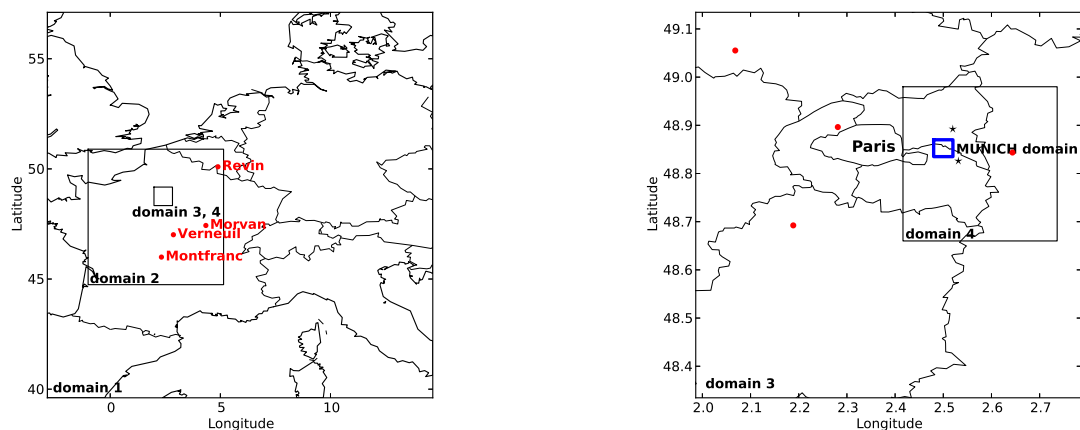 55
50
45
40
0
5
10
Latitude
Longitude
Revin
domain 3, 4
Morvan
Verneuil
Montfranc
domain 2
domain 1
49.1
49.0
48.9
48.8
48.7
48.6
48.5
48.4
2.0
2.1
2.2
2.3
2.4
2.5
2.6
2.7
Latitude
Longitude
Paris
MUNICH domain
domain 4
domain 3